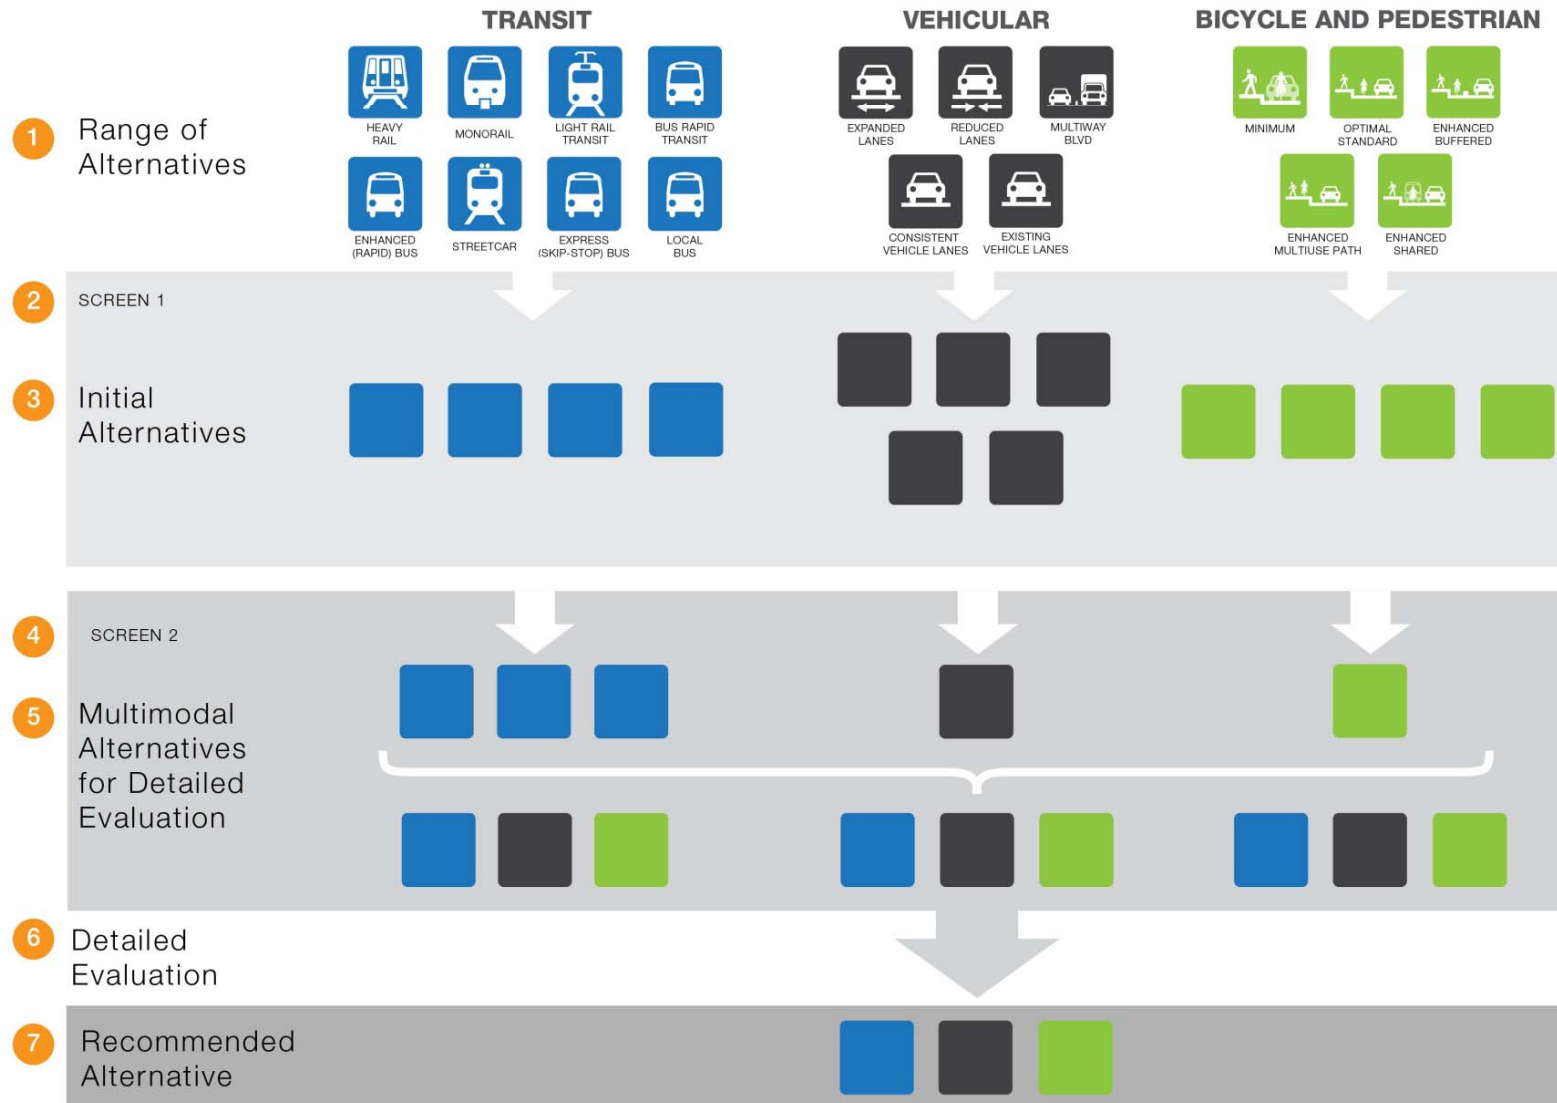 TRANSIT
VEHICULAR
BICYCLE AND PEDESTRIAN
1
Range of
Alternatives
HEAVY
RAIL
MONORAIL
LIGHT RAIL
TRANSIT
BUS RAPID
TRANSIT
EXPANDED
LANES
REDUCED
LANES
MULTIWAY
BLVD
MINIMUM
OPTIMAL
STANDARD
ENHANCED
BUFFERED
ENHANCED
(RAPID) BUS
STREETCAR
EXPRESS
(SKIP-STOP) BUS
LOCAL
BUS
CONSISTENT
VEHICLE LANES
EXISTING
VEHICLE LANES
ENHANCED
MULTIUSE PATH
ENHANCED
SHARED
2
SCREEN 1
3
Initial
Alternatives
4
SCREEN 2
5
Multimodal
Alternatives
for Detailed
Evaluation
6
Detailed
Evaluation
7
Recommended
Alternative